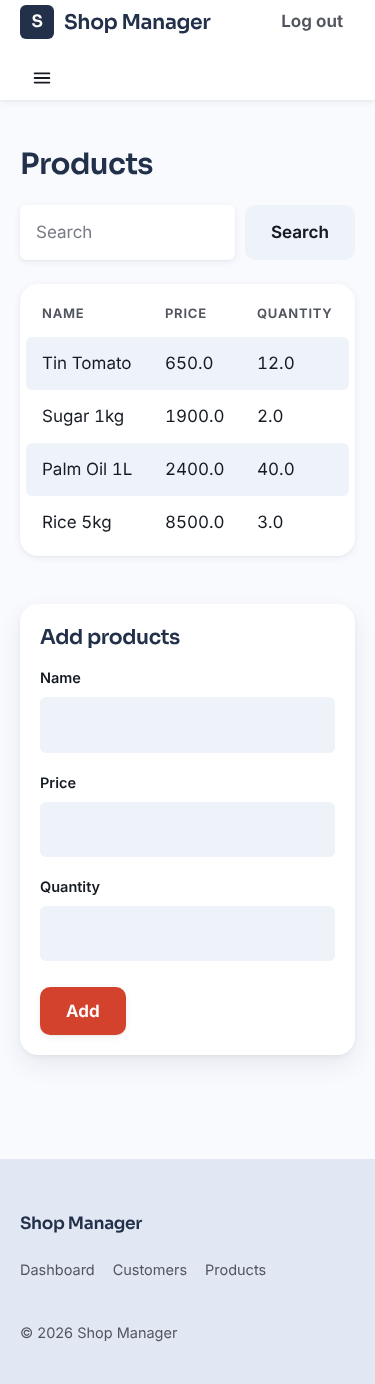 S Shop Manager Log out
Products
Search Search
NAME PRICE QUANTITY
Tin Tomato 650.0 12.0
Sugar 1kg 1900.0 2.0
Palm Oil 1L 2400.0 40.0
Rice 5kg 8500.0 3.0
Add products
Name
Price
Quantity
Add
Shop Manager
Dashboard Customers Products
© 2026 Shop Manager